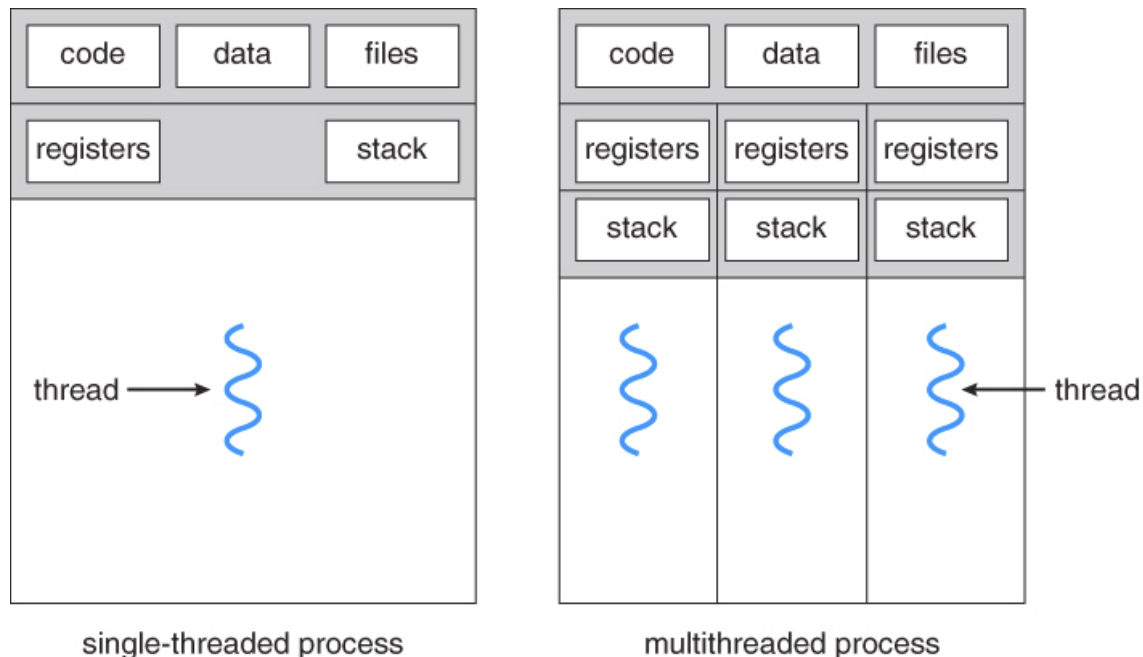 code data files
registers stack
thread
single-threaded process
code data files
registers registers registers
stack stack stack
thread
multithreaded process